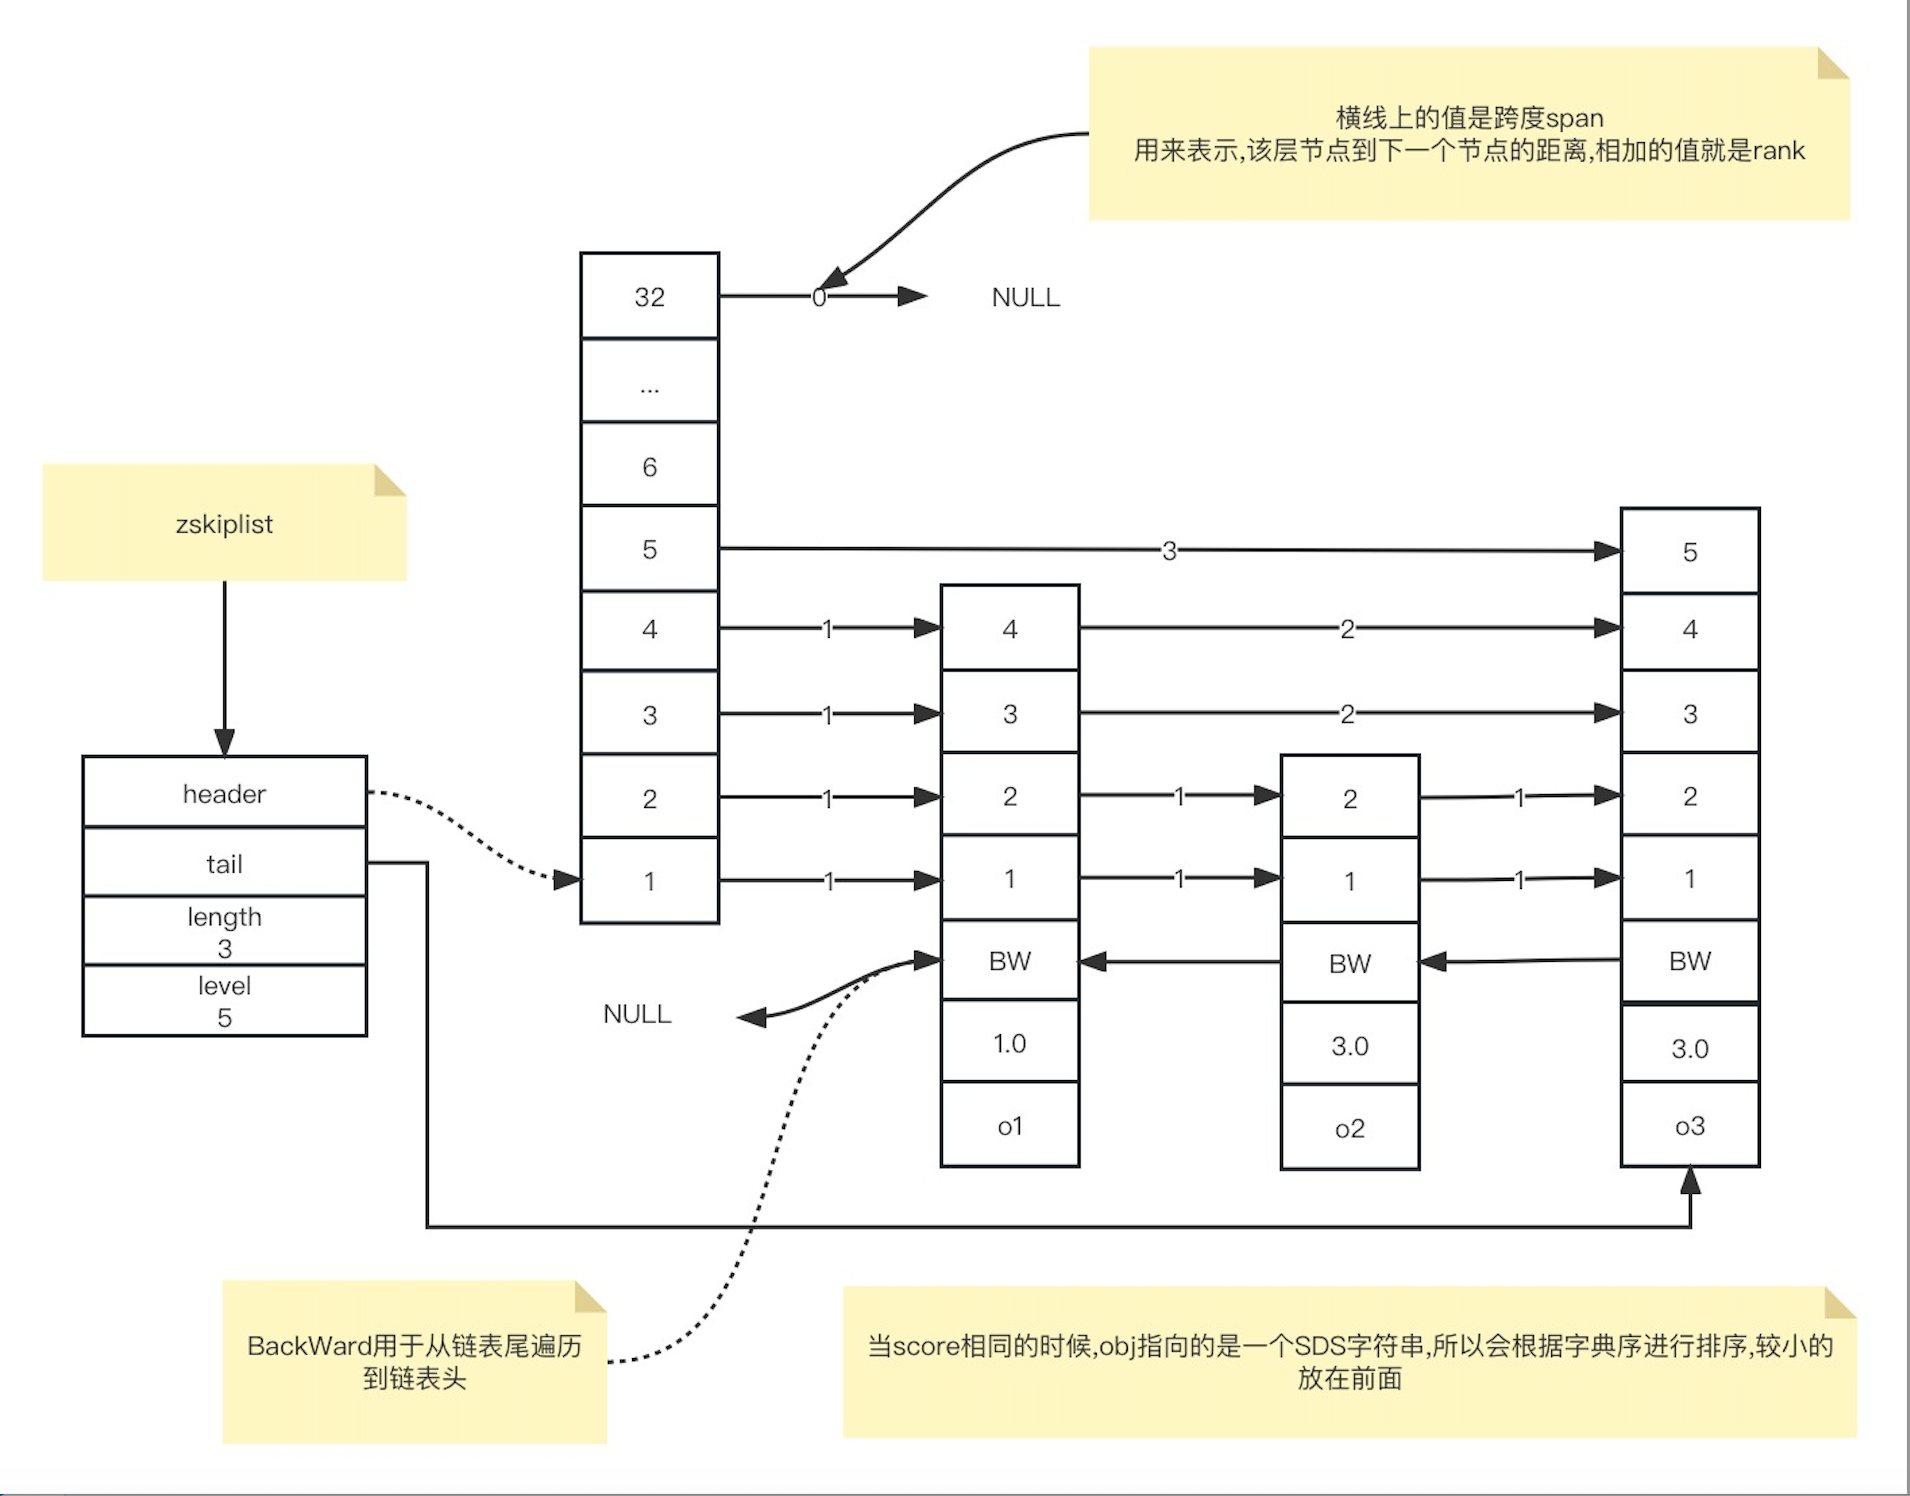 横线上的值是跨度span
用来表示,该层节点到下一个节点的距离,相加的值就是rank
32
0
NULL
...
6
zskiplist
5
3
5
4
1
4
2
4
3
1
3
2
3
header
2
1
2
1
2
1
2
tail
1
1
1
1
1
1
1
length
3
BW
BW
BW
level
5
NULL
1.0
3.0
3.0
o1
o2
o3
BackWard用于从链表尾遍历
到链表头
当score相同的时候,obj指向的是一个SDS字符串,所以会根据字典序进行排序,较小的
放在前面